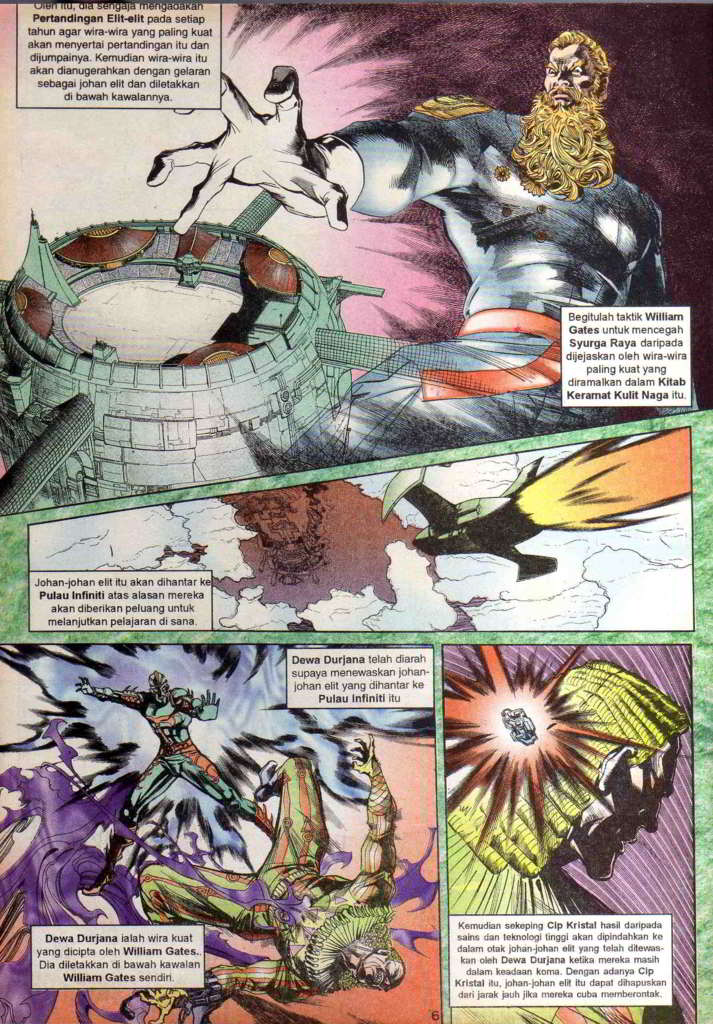 Oleh itu, dia sengaja mengadakan
Pertandingan Elit-elit pada setiap
tahun agar wira-wira yang paling kuat
akan menyertai pertandingan itu dan
dijumpainya. Kemudian wira-wira itu
akan dianugerahkan dengan gelaran
sebagai johan elit dan diletakkan
di bawah kawalannya.
Begitulah taktik William
Gates untuk mencegah
Syurga Raya daripada
dijejaskan oleh wira-wira
paling kuat yang
diramalkan dalam Kitab
Keramat Kulit Naga itu.
Johan-johan elit itu akan dihantar ke
Pulau Infiniti atas alasan mereka
akan diberikan peluang untuk
melanjutkan pelajaran di sana.
Dewa Durjana telah diarah
supaya menewaskan johan-
johan elit yang dihantar ke
Pulau Infiniti itu
Dewa Durjana ialah wira kuat
yang dicipta oleh William Gates..
Dia diletakkan di bawah kawalan
William Gates sendiri.
Kemudian sekeping Cip Kristal hasil daripada
sains dan teknologi tinggi akan dipindahkan ke
dalam otak johan-johan elit yang telah ditewas-
kan oleh Dewa Durjana ketika mereka masih
dalam keadaan koma. Dengan adanya Cip
Kristal itu, johan-johan elit itu dapat dihapuskan
dari jarak jauh jika mereka cuba memberontak.
6